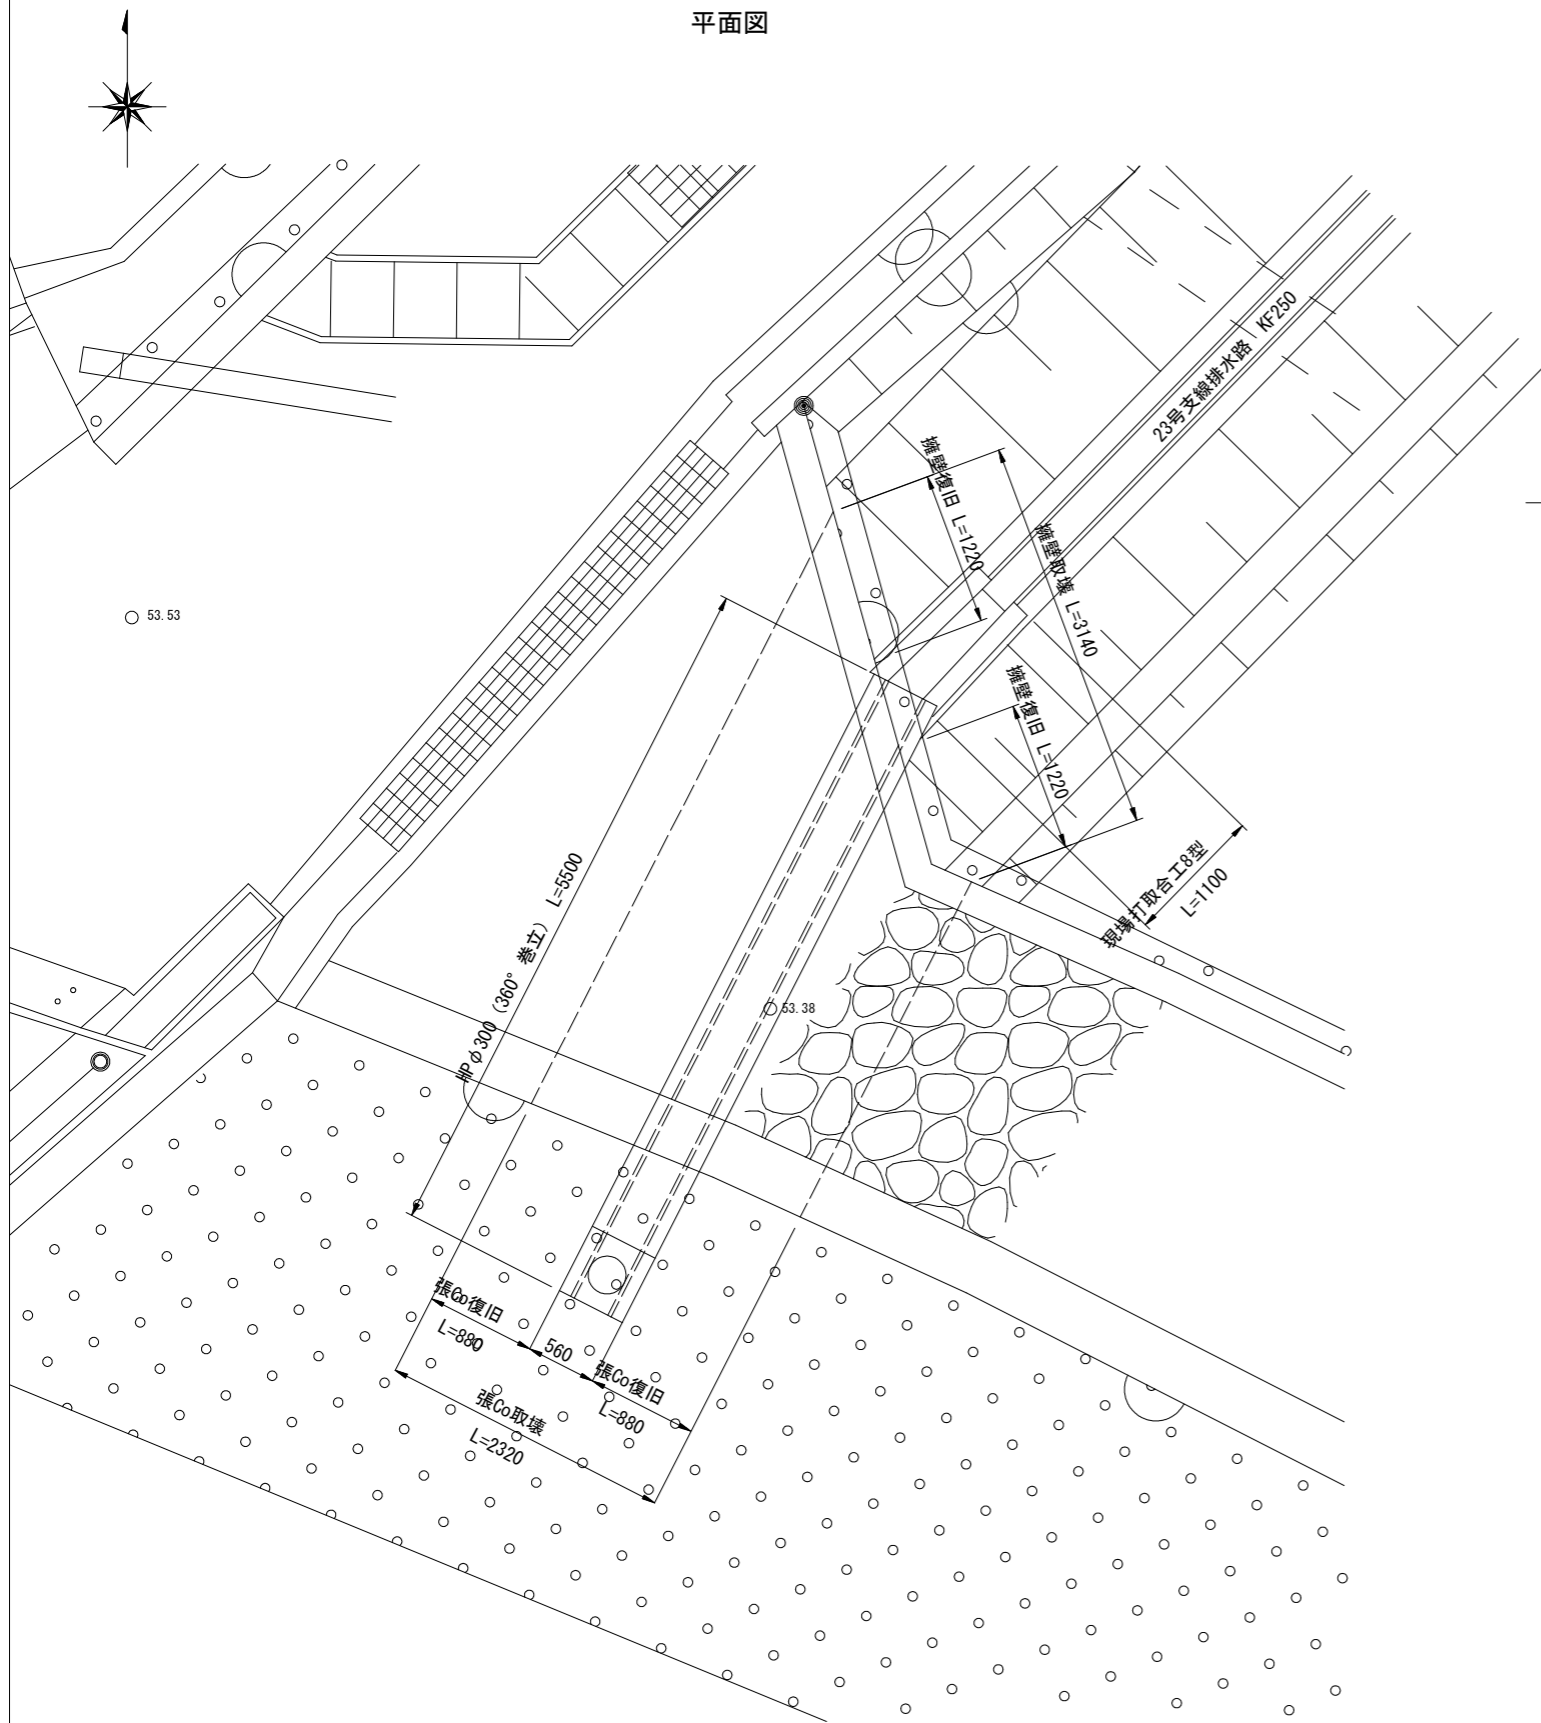 平面図
23号支線排水路 KF250
擁壁復旧 L=1220
擁壁取壊 L=3140
53.53
擁壁復旧 L=1220
現場打取合工8型
L=1100
HPφ300（360°巻立） L=5500
53.38
張Co復旧
L=880
560
張Co復旧
L=880
張Co取壊
L=2320